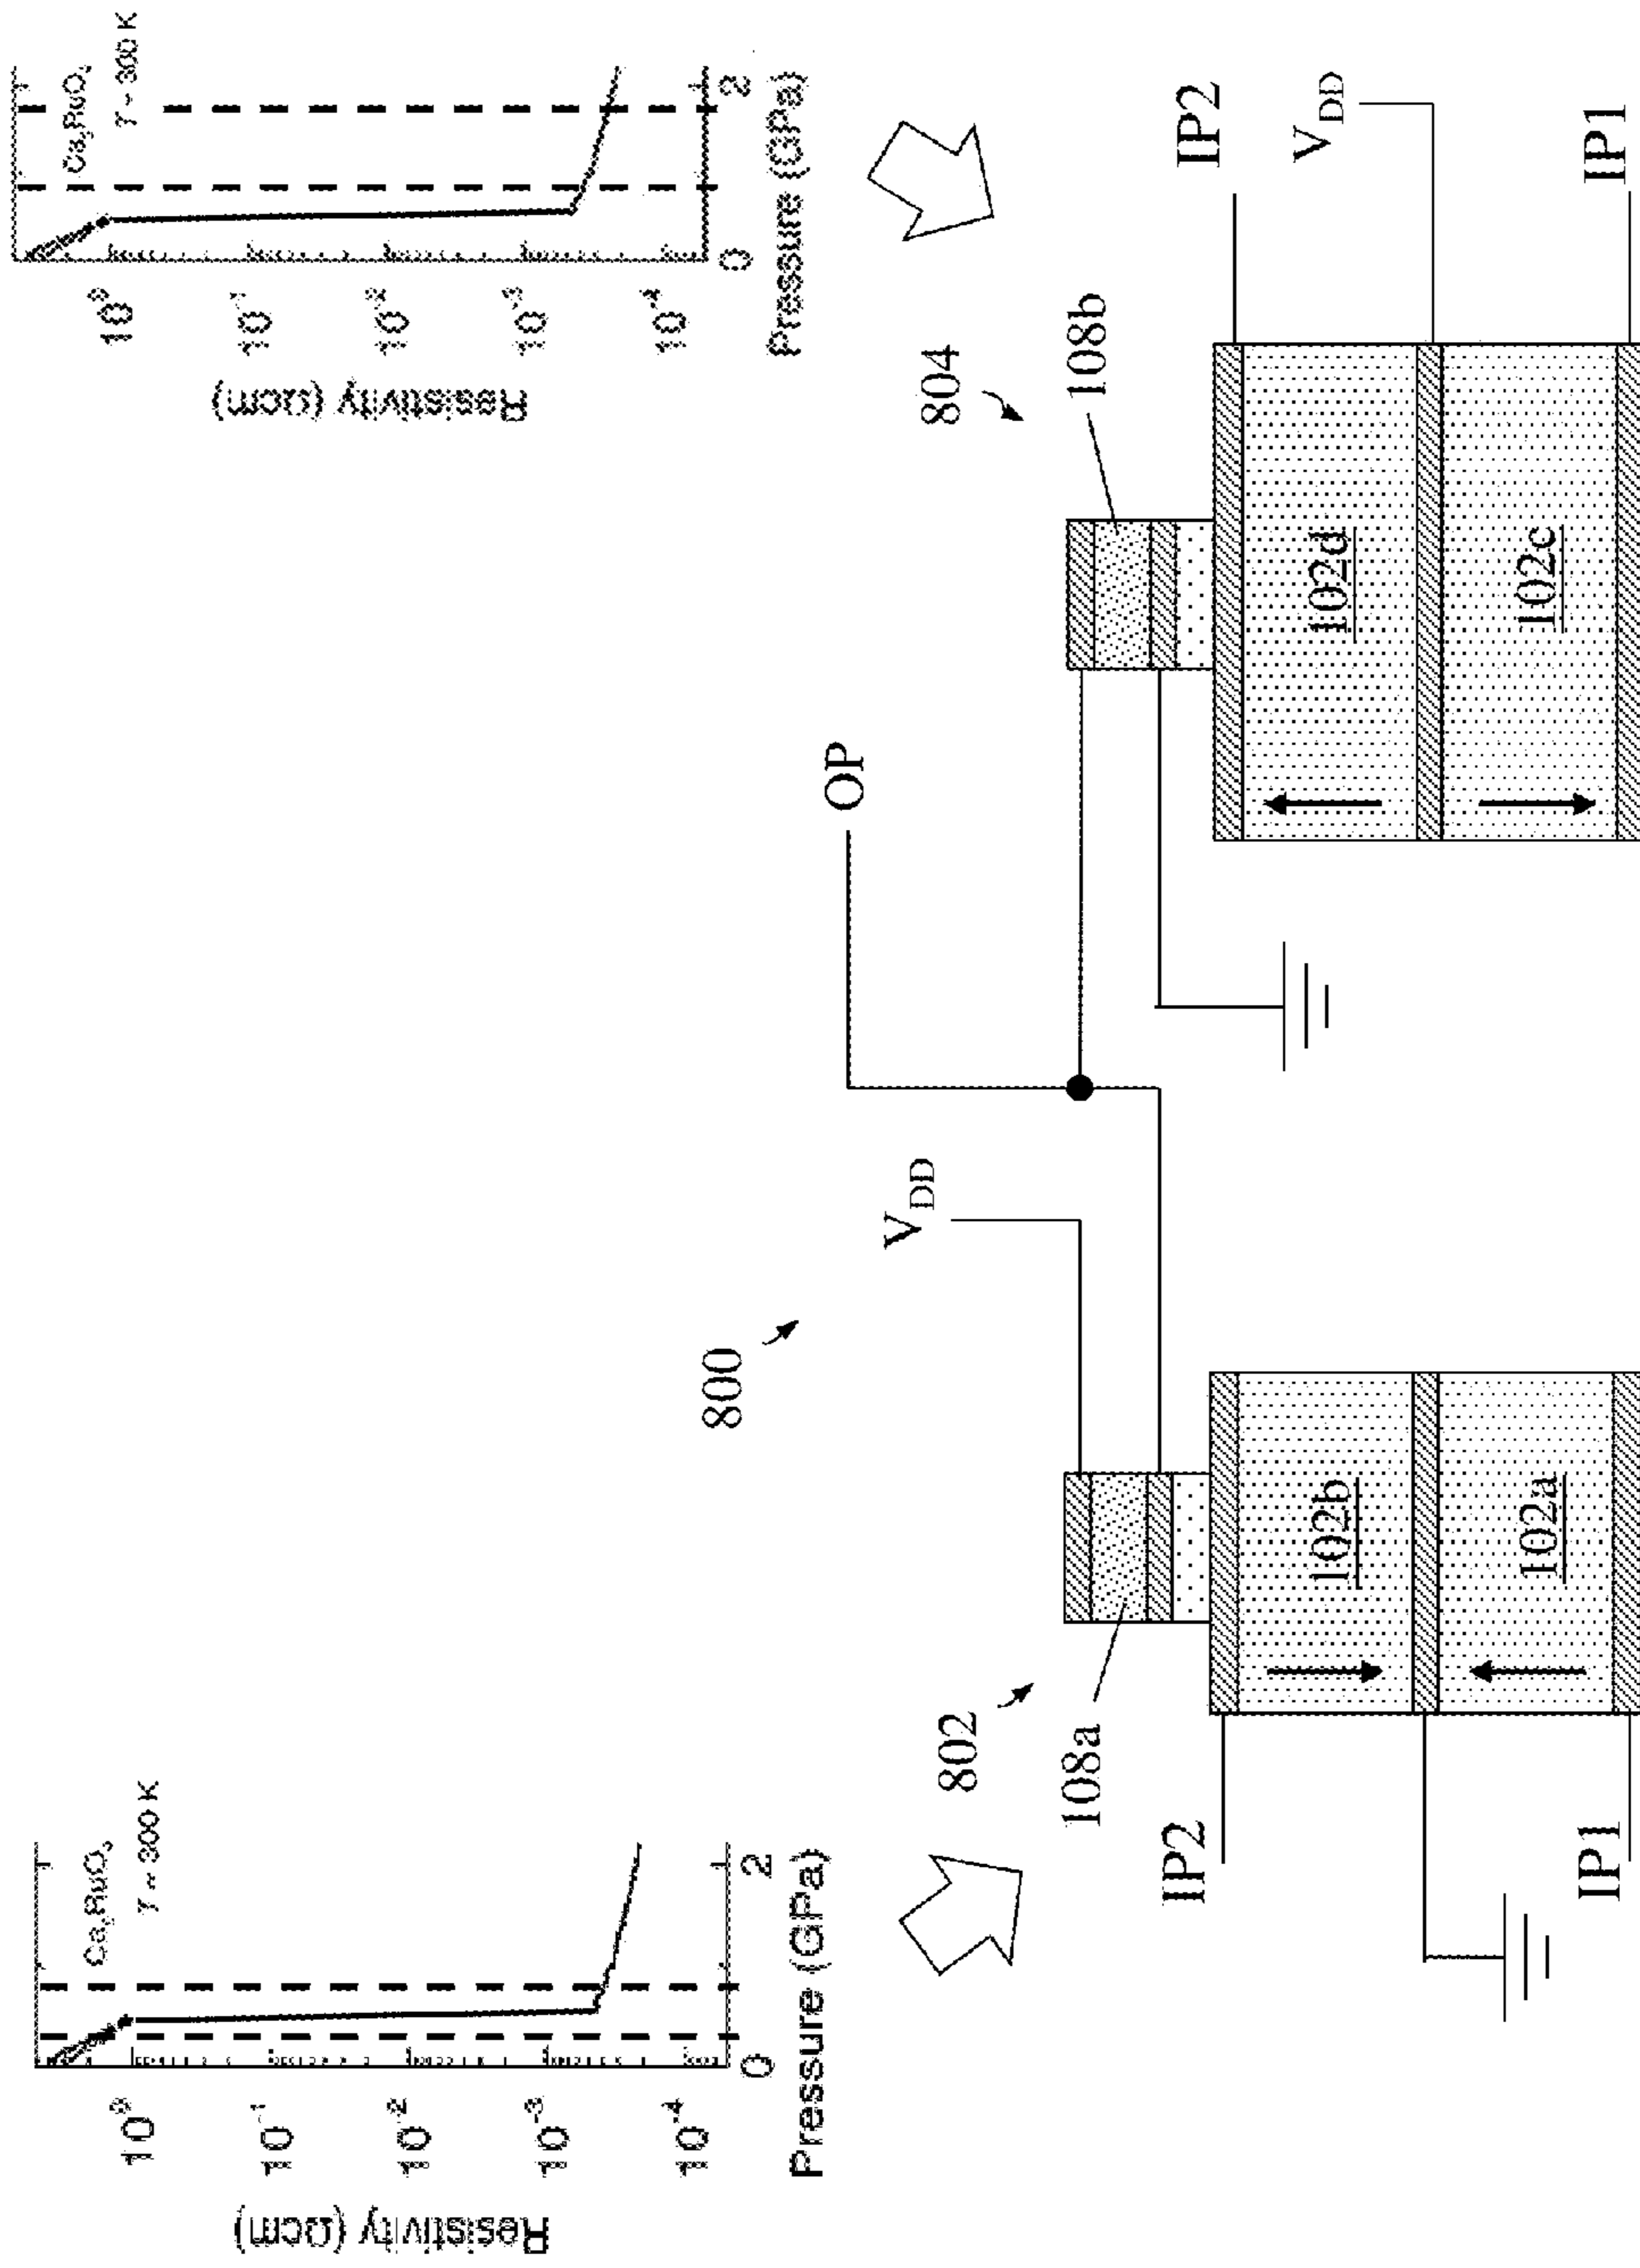 Resistivity (Ωcm)
10⁰
10⁻¹
10⁻²
10⁻³
10⁻⁴
Ca₂RuO₄
T ~ 300 K
0
2
Pressure (GPa)
Resistivity (Ωcm)
10⁰
10⁻¹
10⁻²
10⁻³
10⁻⁴
Ca₂RuO₄
T ~ 300 K
0
2
Pressure (GPa)
800
OP
V_DD
802
804
108a
108b
IP2
102b
102d
IP2
V_DD
IP1
102a
102c
IP1